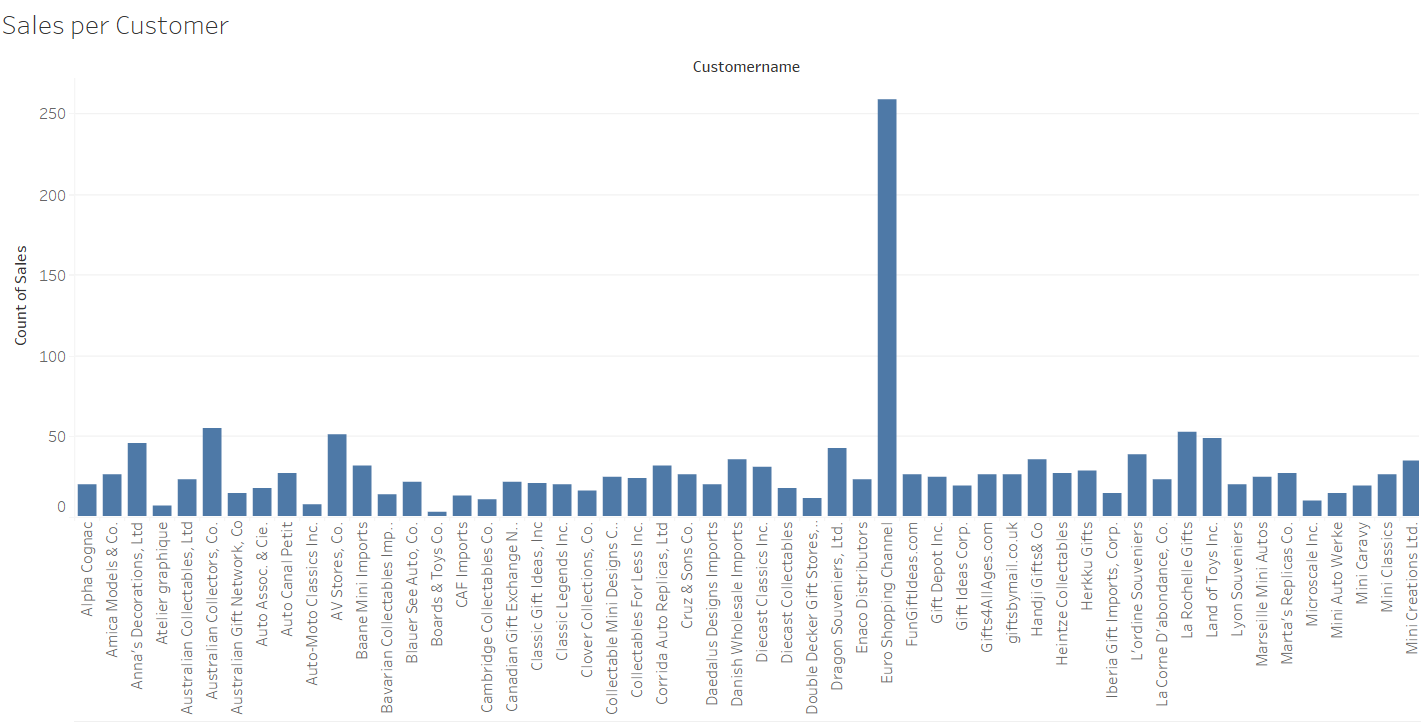 Sales per Customer
Customername
Count of Sales
250
200
150
100
50
0
Alpha Cognac
Amica Models & Co.
Anna's Decorations, Ltd
Atelier graphique
Australian Collectables, Ltd
Australian Collectors, Co.
Australian Gift Network, Co
Auto Assoc. & Cie.
Auto Canal Petit
Auto-Moto Classics Inc.
AV Stores, Co.
Baane Mini Imports
Bavarian Collectables Imp..
Blauer See Auto, Co.
Boards & Toys Co.
CAF Imports
Cambridge Collectables Co.
Canadian Gift Exchange N..
Classic Gift Ideas, Inc
Classic Legends Inc.
Clover Collections, Co.
Collectable Mini Designs C..
Collectables For Less Inc.
Corrida Auto Replicas, Ltd
Cruz & Sons Co.
Daedalus Designs Imports
Danish Wholesale Imports
Diecast Classics Inc.
Diecast Collectables
Double Decker Gift Stores,..
Dragon Souveniers, Ltd.
Enaco Distributors
Euro Shopping Channel
FunGiftIdeas.com
Gift Depot Inc.
Gift Ideas Corp.
Gifts4AllAges.com
giftsbymail.co.uk
Handji Gifts& Co
Heintze Collectables
Herkku Gifts
Iberia Gift Imports, Corp.
L'ordine Souveniers
La Corne D'abondance, Co.
La Rochelle Gifts
Land of Toys Inc.
Lyon Souveniers
Marseille Mini Autos
Marta's Replicas Co.
Microscale Inc.
Mini Auto Werke
Mini Caravy
Mini Classics
Mini Creations Ltd.